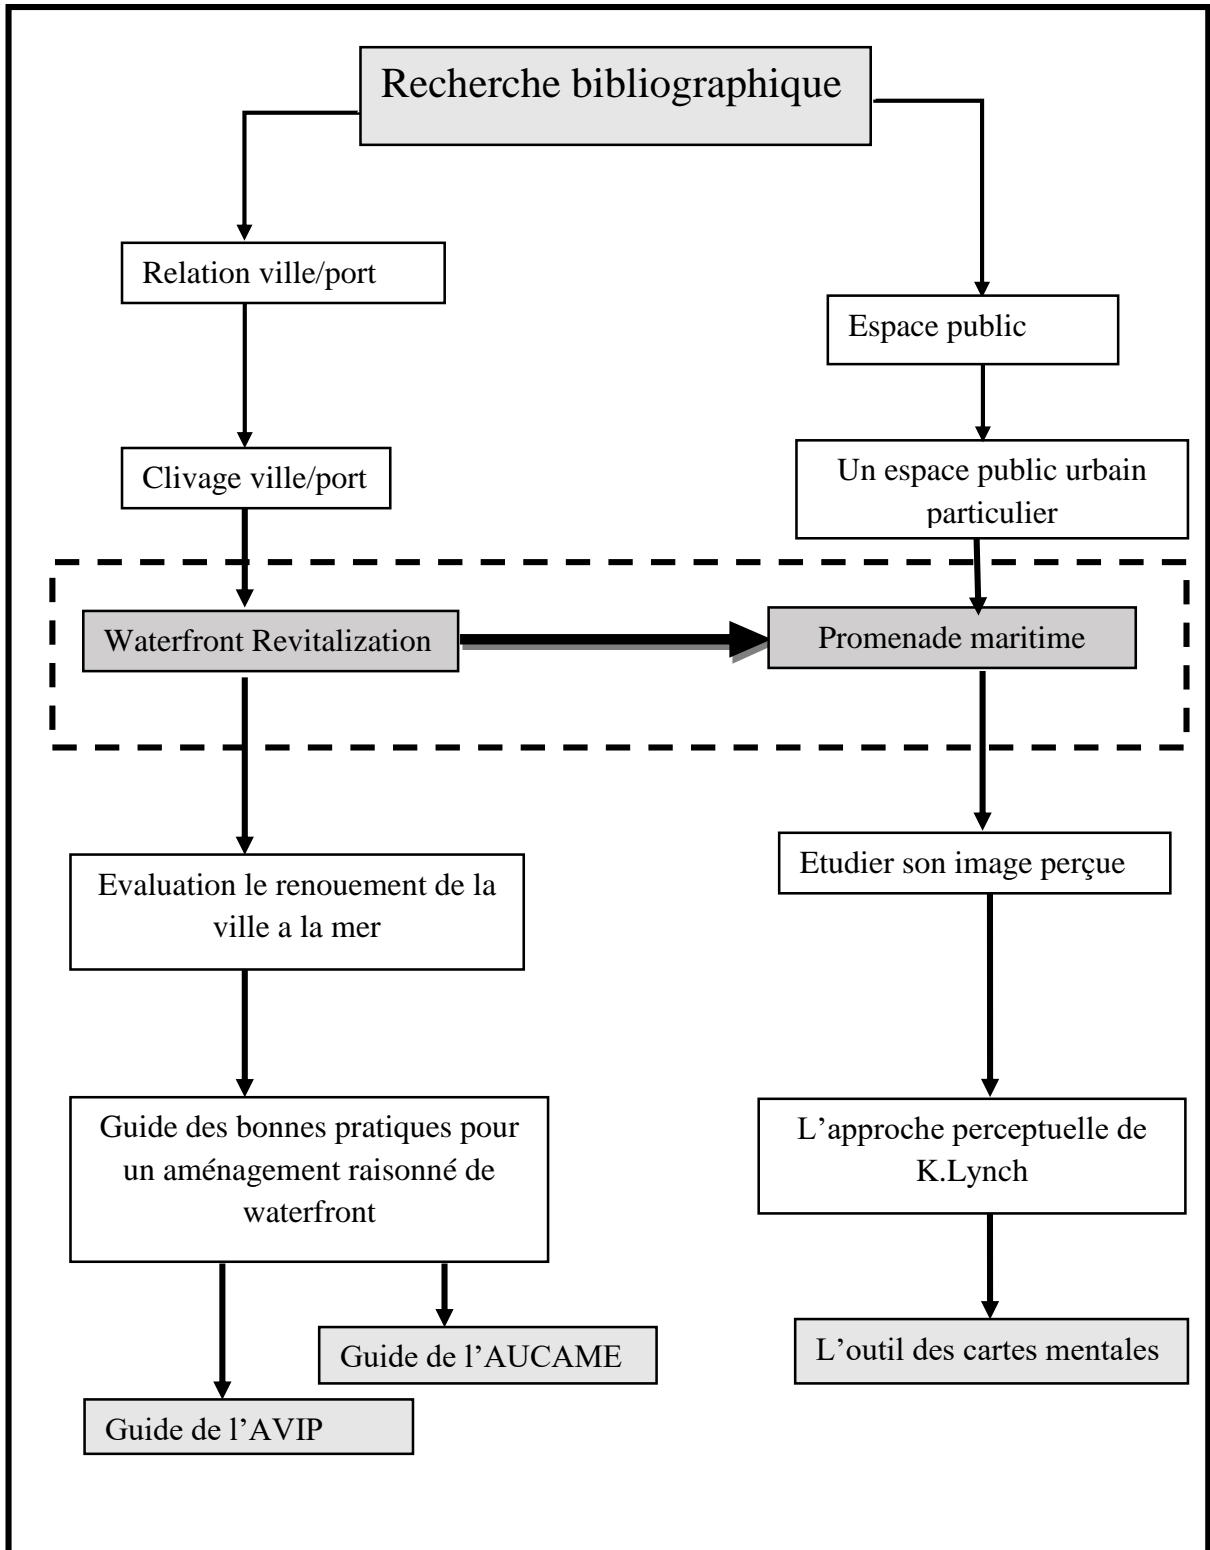 Recherche bibliographique
Relation ville/port
Espace public
Clivage ville/port
Un espace public urbain
particulier
Waterfront Revitalization
Promenade maritime
Evaluation le renouement de la
ville a la mer
Etudier son image perçue
Guide des bonnes pratiques pour
un aménagement raisonné de
waterfront
L’approche perceptuelle de
K.Lynch
Guide de l’AUCAME
L’outil des cartes mentales
Guide de l’AVIP